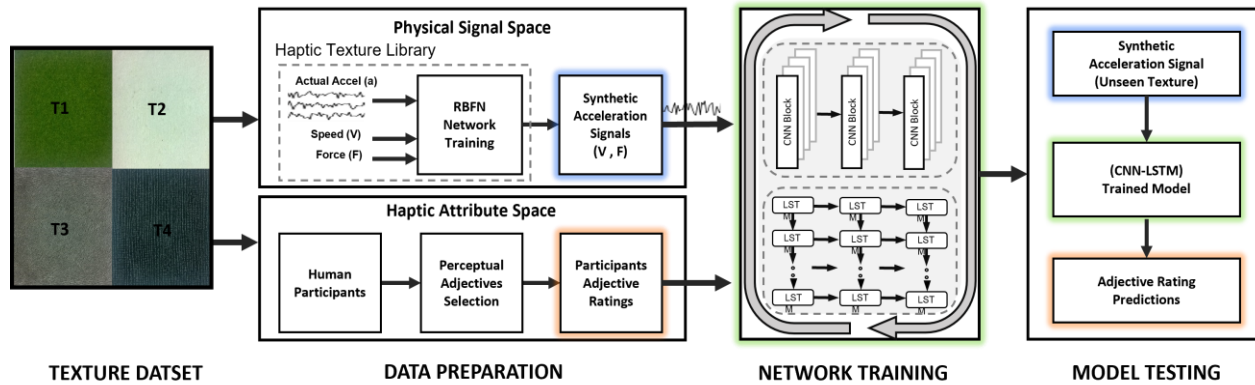 T1
T2
T3
T4
TEXTURE DATSET
Physical Signal Space
Haptic Texture Library
Actual Accel (a)
Speed (V)
Force (F)
RBFN
Network
Training
Synthetic
Acceleration
Signals
(V , F)
Haptic Attribute Space
Human
Participants
Perceptual
Adjectives
Selection
Participants
Adjective
Ratings
DATA PREPARATION
CNN Block
CNN Block
CNN Block
LST
M
LST
M
LST
M
LST
M
LST
M
LST
M
LST
M
LST
M
LST
M
NETWORK TRAINING
Synthetic
Acceleration Signal
(Unseen Texture)
(CNN-LSTM)
Trained Model
Adjective Rating
Predictions
MODEL TESTING